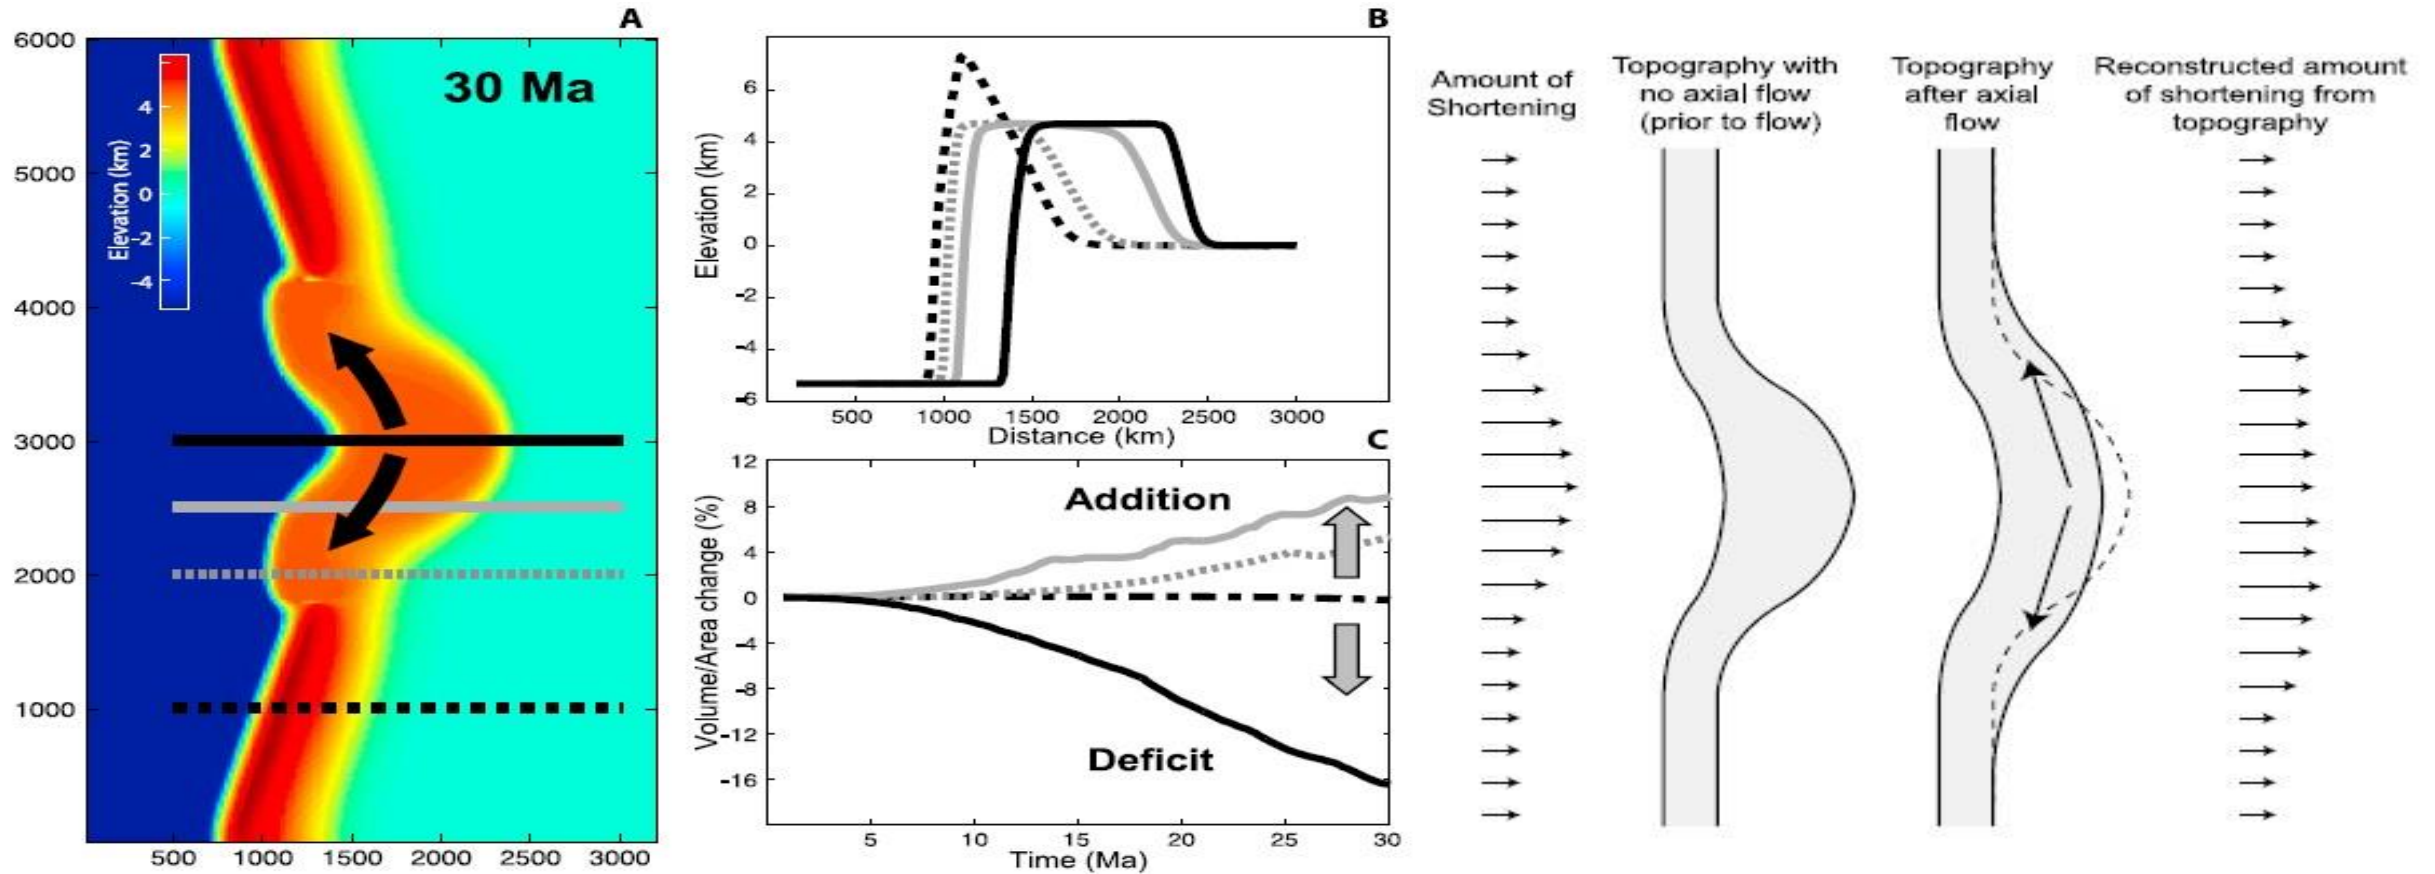 A
6000
5000
4000
3000
2000
1000
500 1000 1500 2000 2500 3000
30 Ma
Elevation (km)
4
2
0
-2
-4
B
Elevation (km)
6
4
2
0
-2
-4
-6
500 1000 1500 2000 2500 3000
Distance (km)
C
Volume/Area change (%)
12
8
4
0
-4
-8
-12
-16
Addition
Deficit
5 10 15 20 25 30
Time (Ma)
Amount of
Shortening
Topography with
no axial flow
(prior to flow)
Topography
after axial
flow
Reconstructed amount
of shortening from
topography